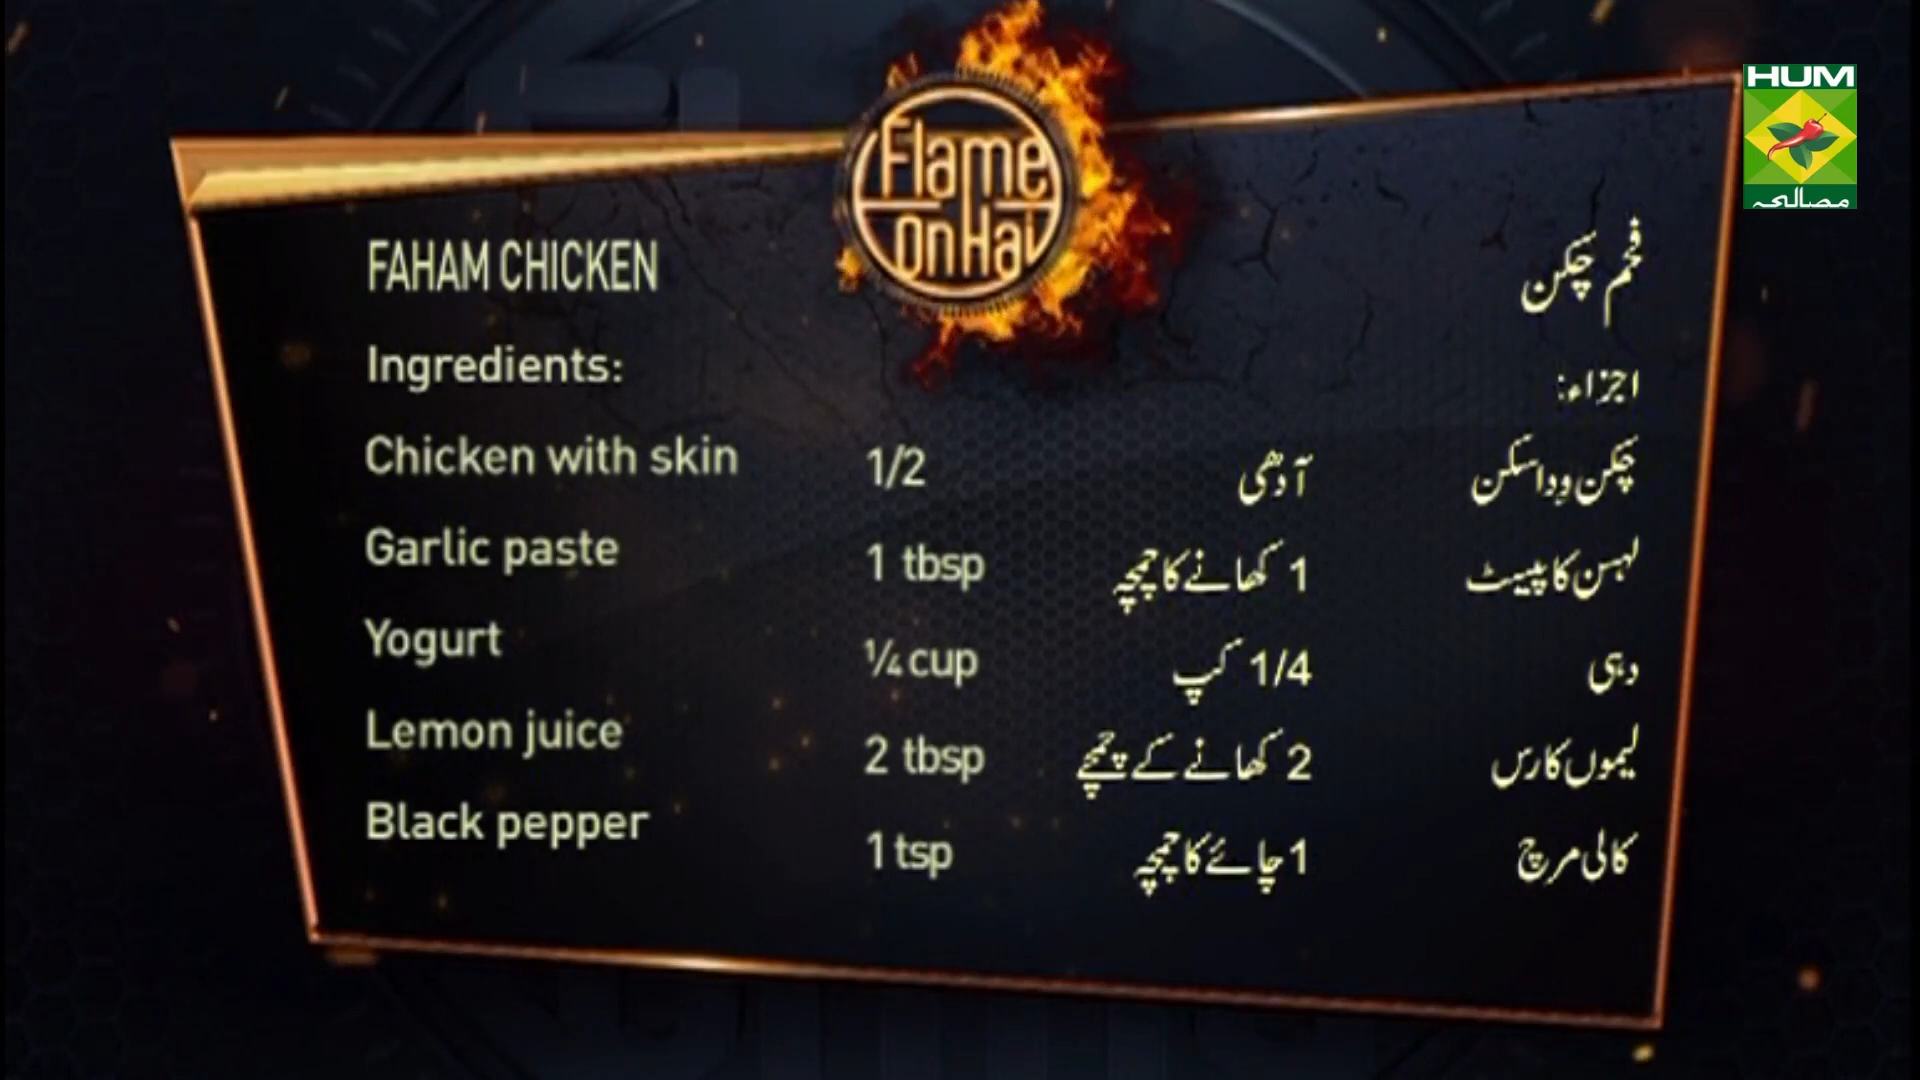 HUM
مصالحہ
Flame
on Hai
FAHAM CHICKEN فحم چکن
Ingredients: اجزاء:
Chicken with skin 1/2 آدھی چکن وِد اسکن
Garlic paste 1 tbsp 1 کھانے کا چمچہ لہسن کا پیسٹ
Yogurt ¼ cup 1/4 کپ دہی
Lemon juice 2 tbsp 2 کھانے کے چمچے لیموں کا رس
Black pepper 1 tsp 1 چائے کا چمچہ کالی مرچ